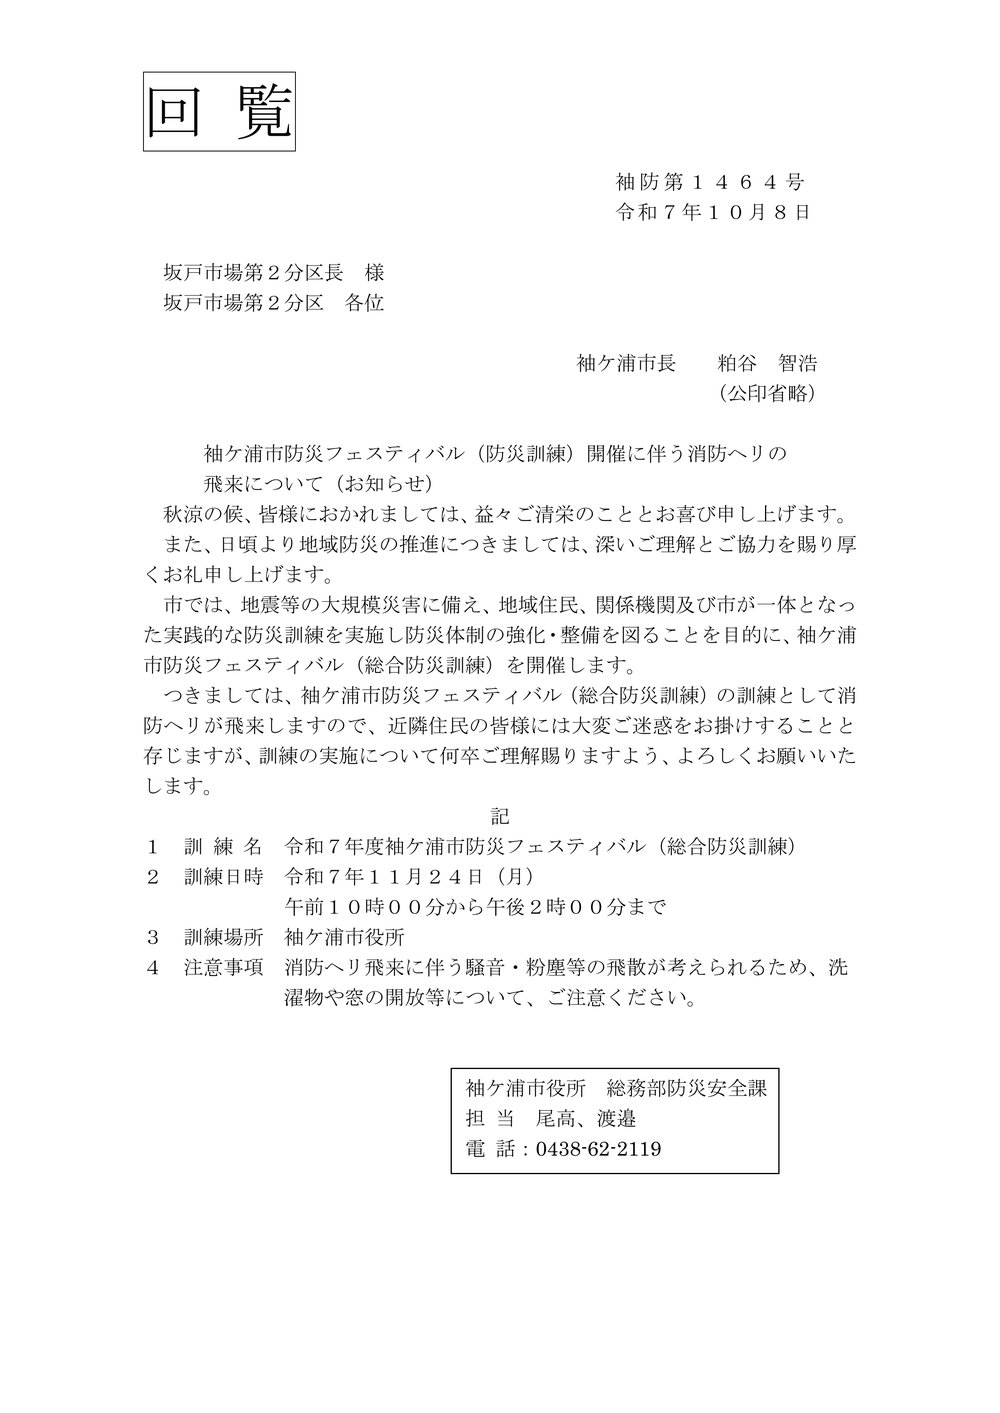 回　覧
袖防第１４６４号
令和７年１０月８日
坂戸市場第２分区長　様
坂戸市場第２分区　各位
袖ケ浦市長　　粕谷　智浩
（公印省略）
袖ケ浦市防災フェスティバル（防災訓練）開催に伴う消防ヘリの
飛来について（お知らせ）
秋涼の候、皆様におかれましては、益々ご清栄のこととお喜び申し上げます。
また、日頃より地域防災の推進につきましては、深いご理解とご協力を賜り厚
くお礼申し上げます。
市では、地震等の大規模災害に備え、地域住民、関係機関及び市が一体となっ
た実践的な防災訓練を実施し防災体制の強化・整備を図ることを目的に、袖ケ浦
市防災フェスティバル（総合防災訓練）を開催します。
つきましては、袖ケ浦市防災フェスティバル（総合防災訓練）の訓練として消
防ヘリが飛来しますので、近隣住民の皆様には大変ご迷惑をお掛けすることと
存じますが、訓練の実施について何卒ご理解賜りますよう、よろしくお願いいた
します。
記
１　訓 練 名　令和７年度袖ケ浦市防災フェスティバル（総合防災訓練）
２　訓練日時　令和７年１１月２４日（月）
午前１０時００分から午後２時００分まで
３　訓練場所　袖ケ浦市役所
４　注意事項　消防ヘリ飛来に伴う騒音・粉塵等の飛散が考えられるため、洗
濯物や窓の開放等について、ご注意ください。
袖ケ浦市役所　総務部防災安全課
担 当　尾高、渡邉
電 話：0438-62-2119